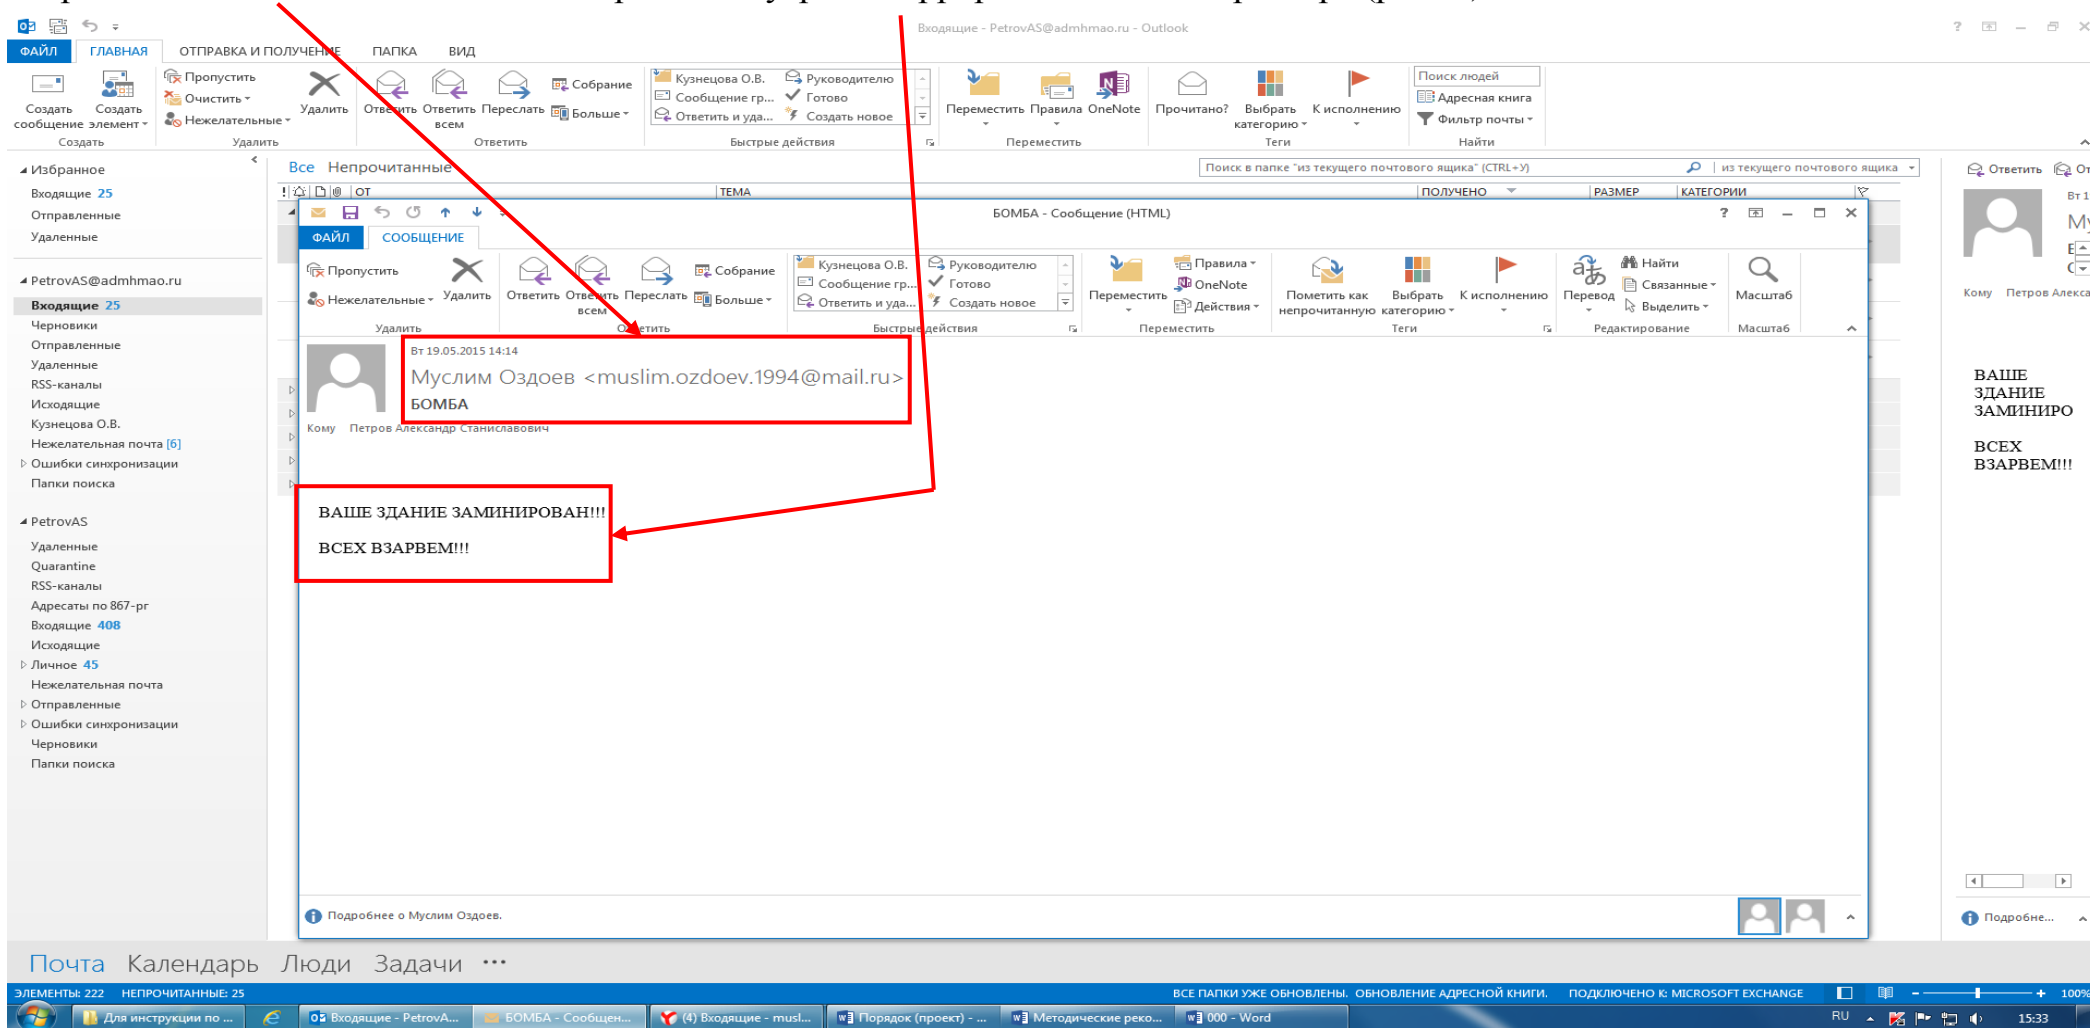 Входящие - PetrovAS@admhmao.ru - Outlook
ФАЙЛ ГЛАВНАЯ ОТПРАВКА И ПОЛУЧЕНИЕ ПАПКА ВИД
Создать сообщение
Создать элемент
Пропустить
Очистить
Нежелательные
Удалить
Ответить
Ответить всем
Переслать
Собрание
Больше
Кузнецова О.В.
Сообщение гр...
Ответить и уда...
Руководителю
Готово
Создать новое
Переместить
Правила
OneNote
Прочитано?
Выбрать категорию
К исполнению
Поиск людей
Адресная книга
Фильтр почты
Создать Удалить Ответить Быстрые действия Переместить Теги Найти
Избранное
Входящие 25
Отправленные
Удаленные
PetrovAS@admhmao.ru
Входящие 25
Черновики
Отправленные
Удаленные
RSS-каналы
Исходящие
Кузнецова О.В.
Нежелательная почта [6]
Ошибки синхронизации
Папки поиска
PetrovAS
Удаленные
Quarantine
RSS-каналы
Адресаты по 867-рг
Входящие 408
Исходящие
Личное 45
Нежелательная почта
Отправленные
Ошибки синхронизации
Черновики
Папки поиска
Все Непрочитанные
Поиск в папке "из текущего почтового ящика" (CTRL+У) из текущего почтового ящика
ОТ ТЕМА ПОЛУЧЕНО РАЗМЕР КАТЕГОРИИ
БОМБА - Сообщение (HTML)
ФАЙЛ СООБЩЕНИЕ
Пропустить
Нежелательные
Удалить
Ответить
Ответить всем
Переслать
Собрание
Больше
Кузнецова О.В.
Сообщение гр...
Ответить и уда...
Руководителю
Готово
Создать новое
Переместить
Правила
OneNote
Действия
Пометить как непрочитанную
Выбрать категорию
К исполнению
Перевод
Найти
Связанные
Выделить
Масштаб
Удалить Ответить Быстрые действия Переместить Теги Редактирование Масштаб
Вт 19.05.2015 14:14
Муслим Оздоев <muslim.ozdoev.1994@mail.ru>
БОМБА
Кому Петров Александр Станиславович
ВАШЕ ЗДАНИЕ ЗАМИНИРОВАН!!!
ВСЕХ ВЗАРВЕМ!!!
Подробнее о Муслим Оздоев.
Ответить
Вт 1
Кому Петров Алекса
ВАШЕ
ЗДАНИЕ
ЗАМИНИРО
ВСЕХ
ВЗАРВЕМ!!!
Подробне...
Почта Календарь Люди Задачи ···
ЭЛЕМЕНТЫ: 222 НЕПРОЧИТАННЫЕ: 25
ВСЕ ПАПКИ УЖЕ ОБНОВЛЕНЫ. ОБНОВЛЕНИЕ АДРЕСНОЙ КНИГИ. ПОДКЛЮЧЕНО К: MICROSOFT EXCHANGE 100%
Для инструкции по ...
Входящие - PetrovA...
БОМБА - Сообщен...
(4) Входящие - musl...
Порядок (проект) - ...
Методические реко...
000 - Word
RU 15:33